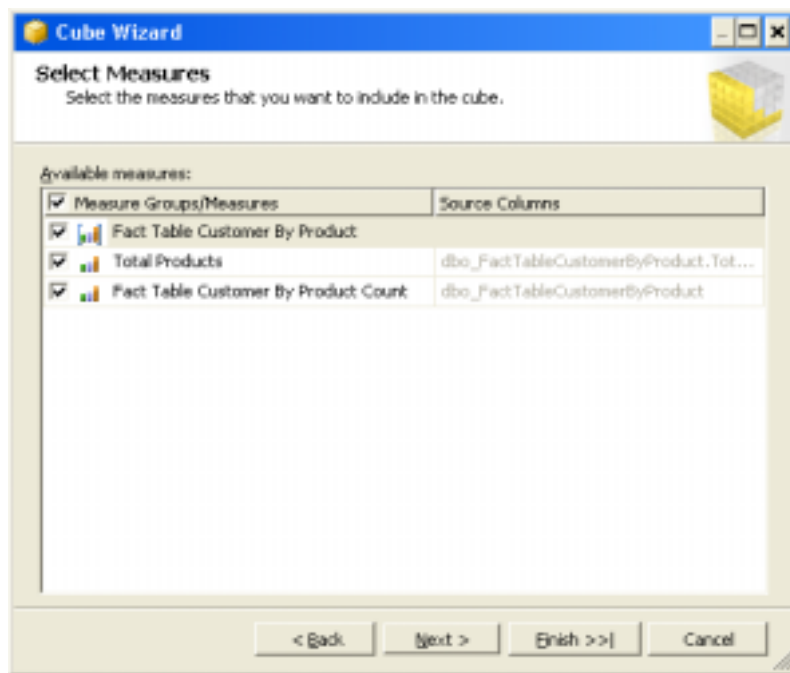 Cube Wizard
Select Measures
Select the measures that you want to include in the cube.
Available measures:
Measure Groups/Measures Source Columns
Fact Table Customer By Product
Total Products dbo_FactTableCustomerByProduct.Tot...
Fact Table Customer By Product Count dbo_FactTableCustomerByProduct
< Back Next > Finish >>| Cancel